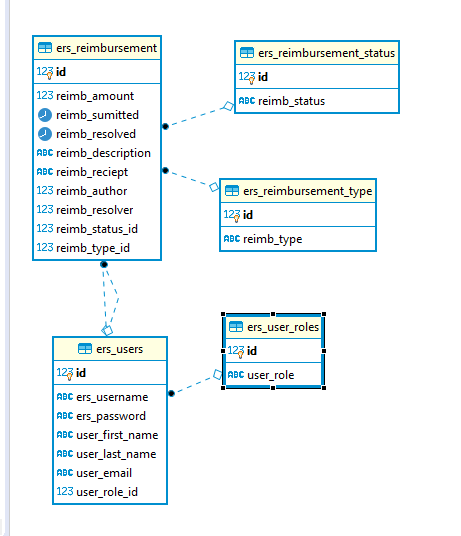 ers_reimbursement
123 id
123 reimb_amount
reimb_sumitted
reimb_resolved
ABC reimb_description
ABC reimb_reciept
123 reimb_author
123 reimb_resolver
123 reimb_status_id
123 reimb_type_id
ers_reimbursement_status
123 id
ABC reimb_status
ers_reimbursement_type
123 id
ABC reimb_type
ers_users
123 id
ABC ers_username
ABC ers_password
ABC user_first_name
ABC user_last_name
ABC user_email
123 user_role_id
ers_user_roles
123 id
ABC user_role